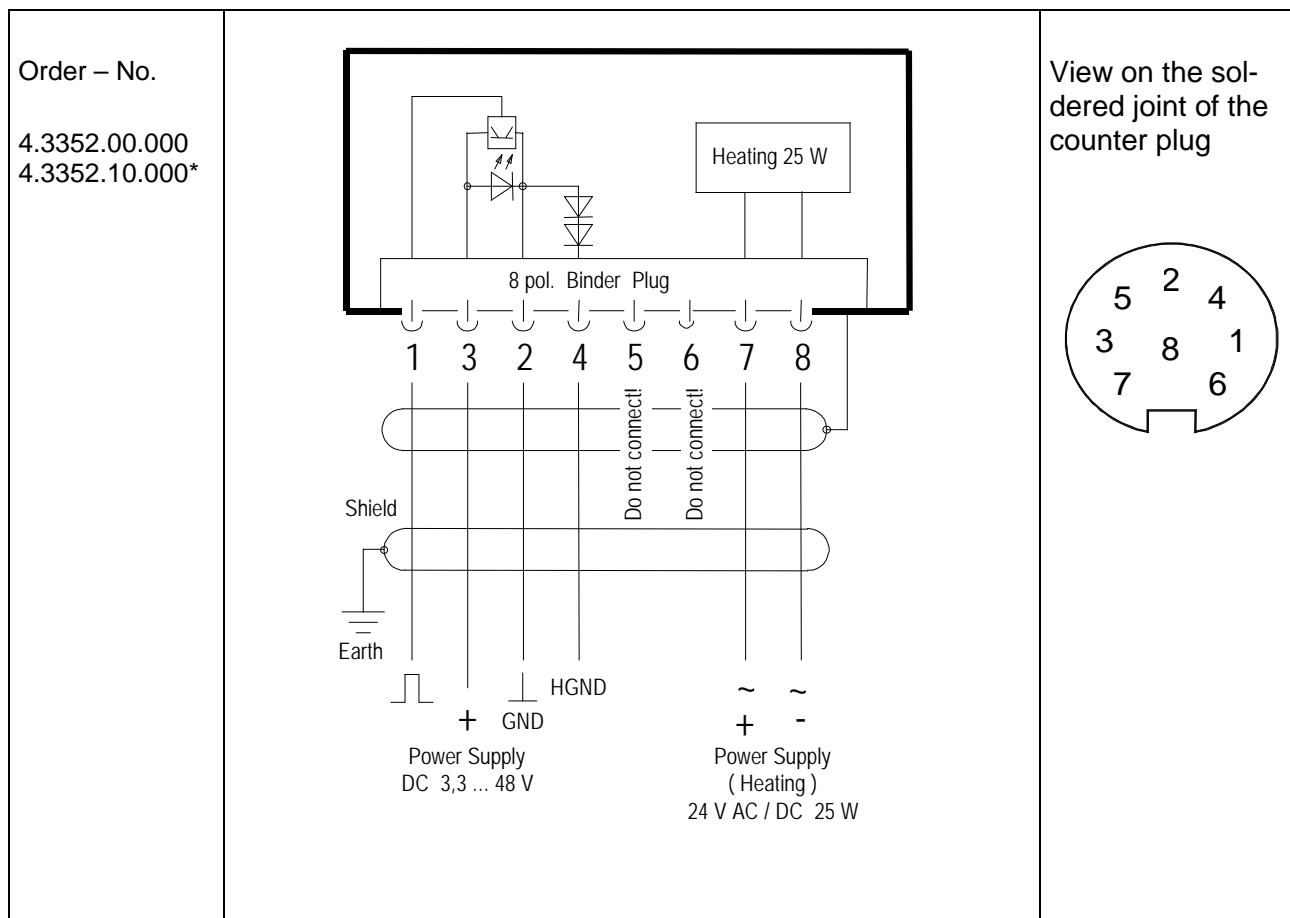 Order – No.
4.3352.00.000
4.3352.10.000*
Heating 25 W
8 pol. Binder Plug
1 3 2 4 5 6 7 8
Do not connect!
Do not connect!
Shield
Earth
HGND
+ GND
~ ~
+ -
Power Supply
DC 3,3 ... 48 V
Power Supply
( Heating )
24 V AC / DC 25 W
View on the sol-
dered joint of the
counter plug
2
5 4
3 8 1
7 6